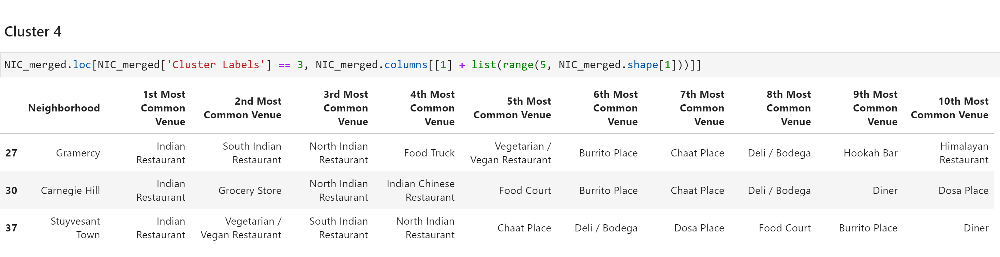 Cluster 4
NIC_merged.loc[NIC_merged['Cluster Labels'] == 3, NIC_merged.columns[[1] + list(range(5, NIC_merged.shape[1]))]]
Neighborhood 1st Most Common Venue 2nd Most Common Venue 3rd Most Common Venue 4th Most Common Venue 5th Most Common Venue 6th Most Common Venue 7th Most Common Venue 8th Most Common Venue 9th Most Common Venue 10th Most Common Venue
27 Gramercy Indian Restaurant South Indian Restaurant North Indian Restaurant Food Truck Vegetarian / Vegan Restaurant Burrito Place Chaat Place Deli / Bodega Hookah Bar Himalayan Restaurant
30 Carnegie Hill Indian Restaurant Grocery Store North Indian Restaurant Indian Chinese Restaurant Food Court Burrito Place Chaat Place Deli / Bodega Diner Dosa Place
37 Stuyvesant Town Indian Restaurant Vegetarian / Vegan Restaurant South Indian Restaurant North Indian Restaurant Chaat Place Deli / Bodega Dosa Place Food Court Burrito Place Diner